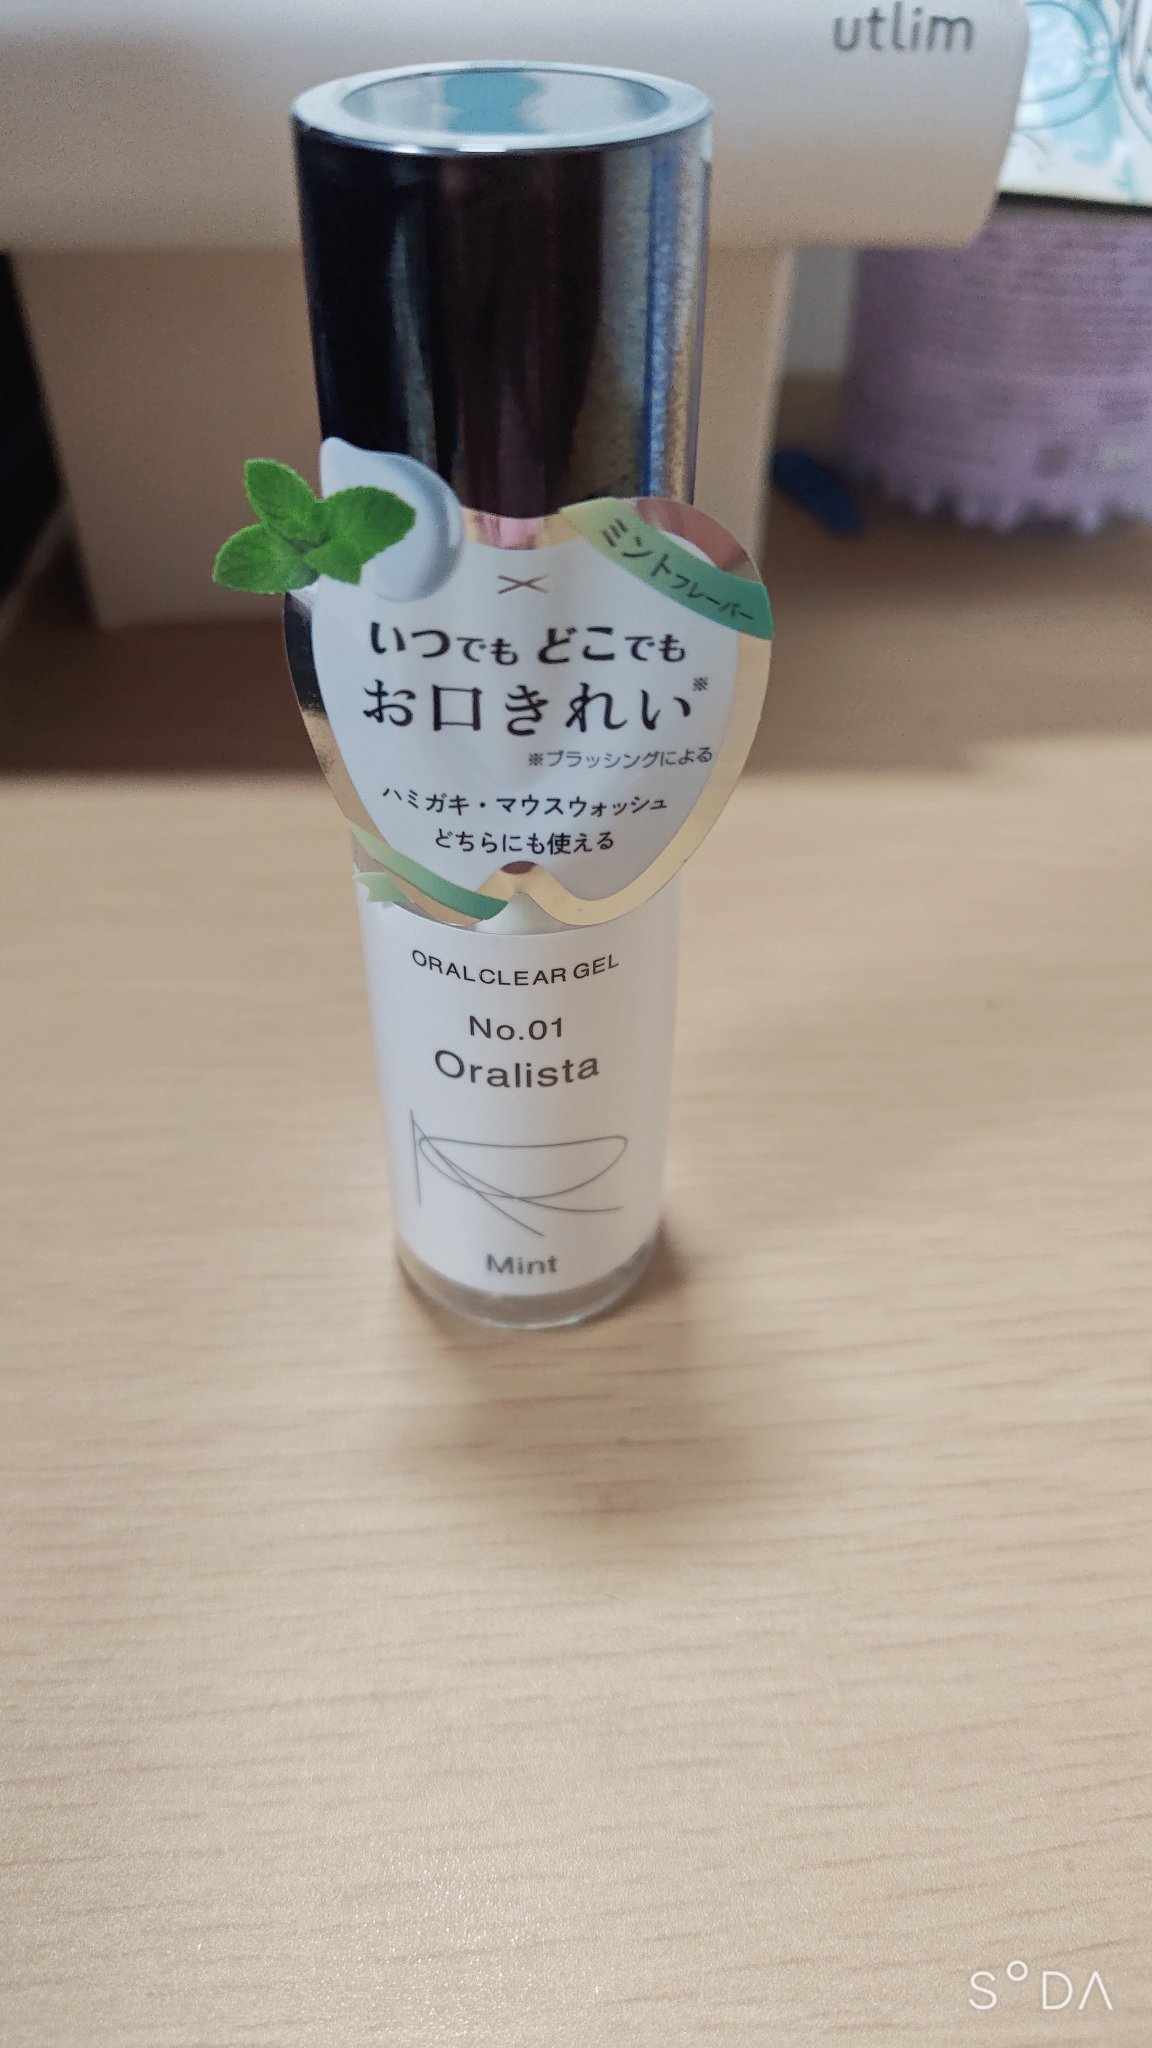 utlim
ミントフレーバー
いつでも どこでも
お口きれい※
※ブラッシングによる
ハミガキ・マウスウォッシュ
どちらにも使える
ORALCLEAR GEL
No.01
Oralista
Mint
SODA